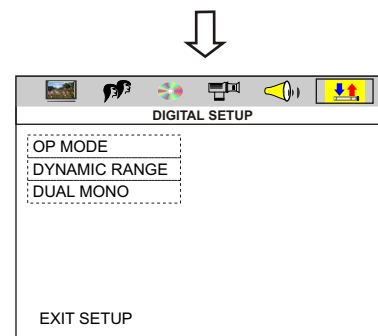 DIGITAL SETUP
OP MODE
DYNAMIC RANGE
DUAL MONO
EXIT SETUP